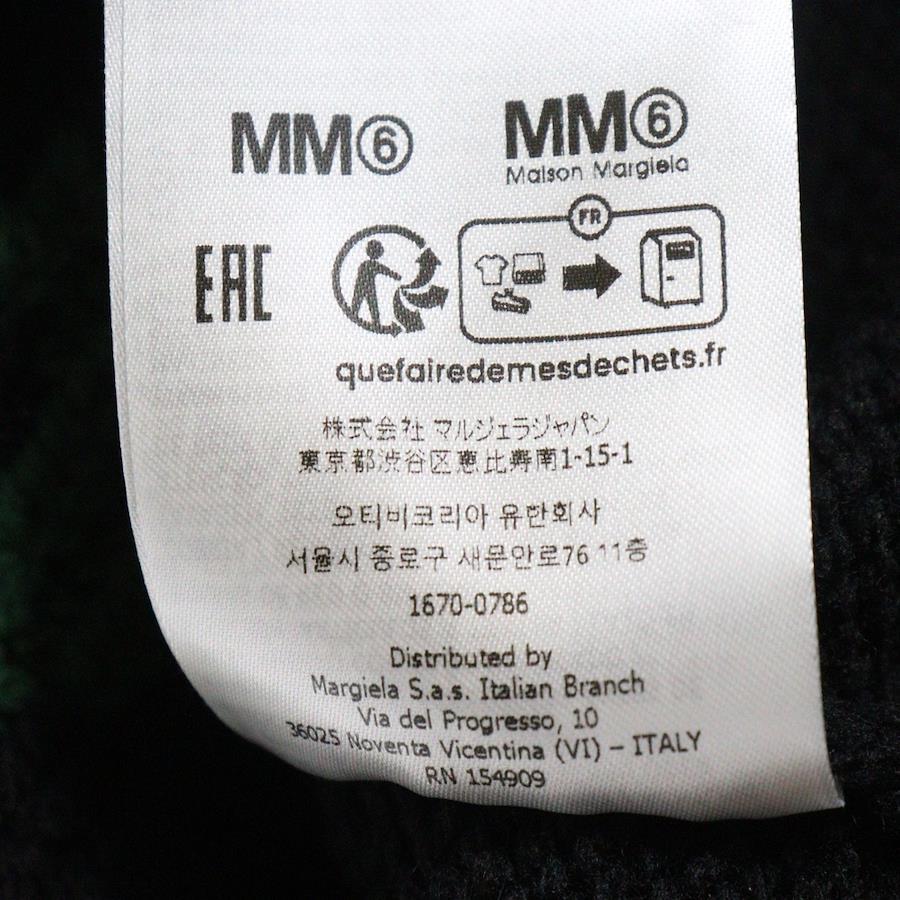 MM⑥
MM⑥
Maison Margiela
EAC
FR
quefairedemesdechets.fr
株式会社 マルジェラジャパン
東京都渋谷区恵比寿南1-15-1
오티비코리아 유한회사
서울시 종로구 새문안로76 11층
1670-0786
Distributed by
Margiela S.a.s. Italian Branch
Via del Progresso, 10
36025 Noventa Vicentina (VI) – ITALY
RN 154909